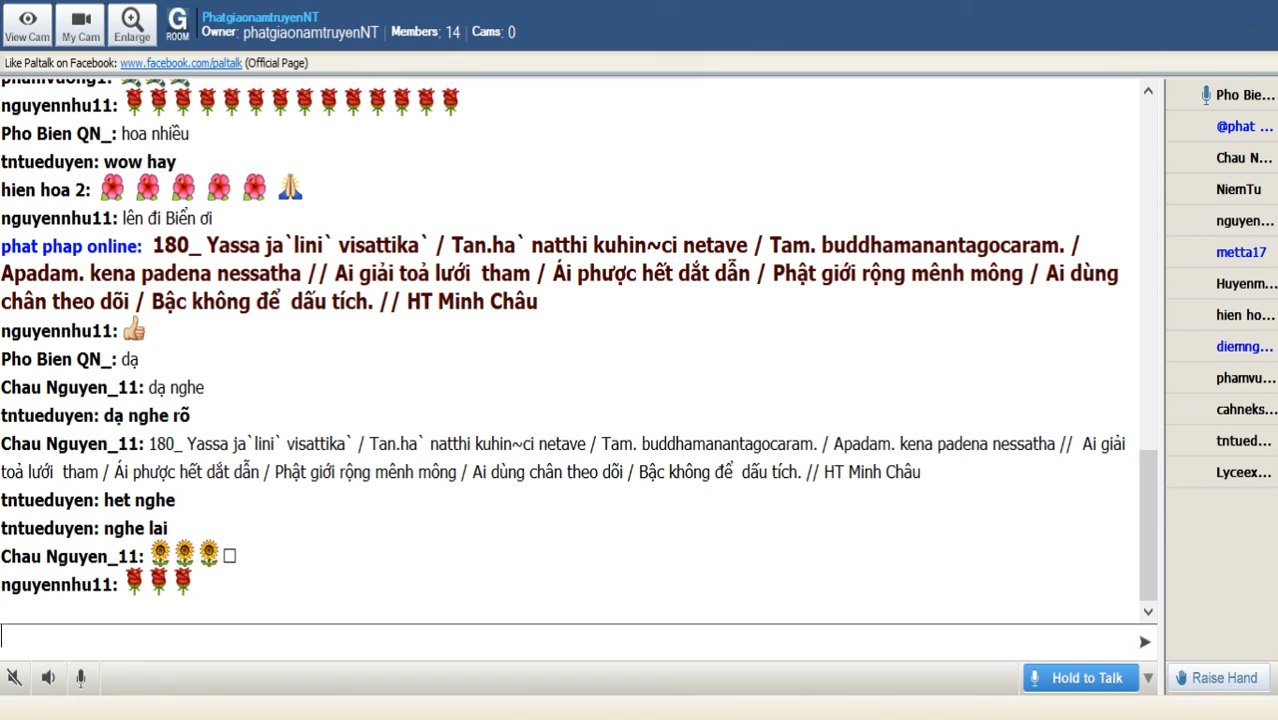 View Cam
My Cam
Enlarge
G
ROOM
PhatgiaonamtruyenNT
Owner: phatgiaonamtruyenNT Members: 14 Cams: 0
Like Paltalk on Facebook: www.facebook.com/paltalk (Official Page)
phamvuong1:
nguyennhu11:
Pho Bien QN_: hoa nhiều
tntueduyen: wow hay
hien hoa 2:
nguyennhu11: lên đi Biển ơi
phat phap online: 180_ Yassa ja`lini` visattika` / Tan.ha` natthi kuhin~ci netave / Tam. buddhamanantagocaram. /
Apadam. kena padena nessatha // Ai giải toả lưới tham / Ái phược hết dắt dẫn / Phật giới rộng mênh mông / Ai dùng
chân theo dõi / Bậc không để dấu tích. // HT Minh Châu
nguyennhu11:
Pho Bien QN_: dạ
Chau Nguyen_11: dạ nghe
tntueduyen: dạ nghe rõ
Chau Nguyen_11: 180_ Yassa ja`lini` visattika` / Tan.ha` natthi kuhin~ci netave / Tam. buddhamanantagocaram. / Apadam. kena padena nessatha // Ai giải
toả lưới tham / Ái phược hết dắt dẫn / Phật giới rộng mênh mông / Ai dùng chân theo dõi / Bậc không để dấu tích. // HT Minh Châu
tntueduyen: het nghe
tntueduyen: nghe lai
Chau Nguyen_11:
nguyennhu11:
Hold to Talk
Pho Bie...
@phat ...
Chau N...
NiemTu
nguyen...
metta17
Huyenm...
hien ho...
diemng...
phamvu...
cahneks...
tntued...
Lyceex...
Raise Hand